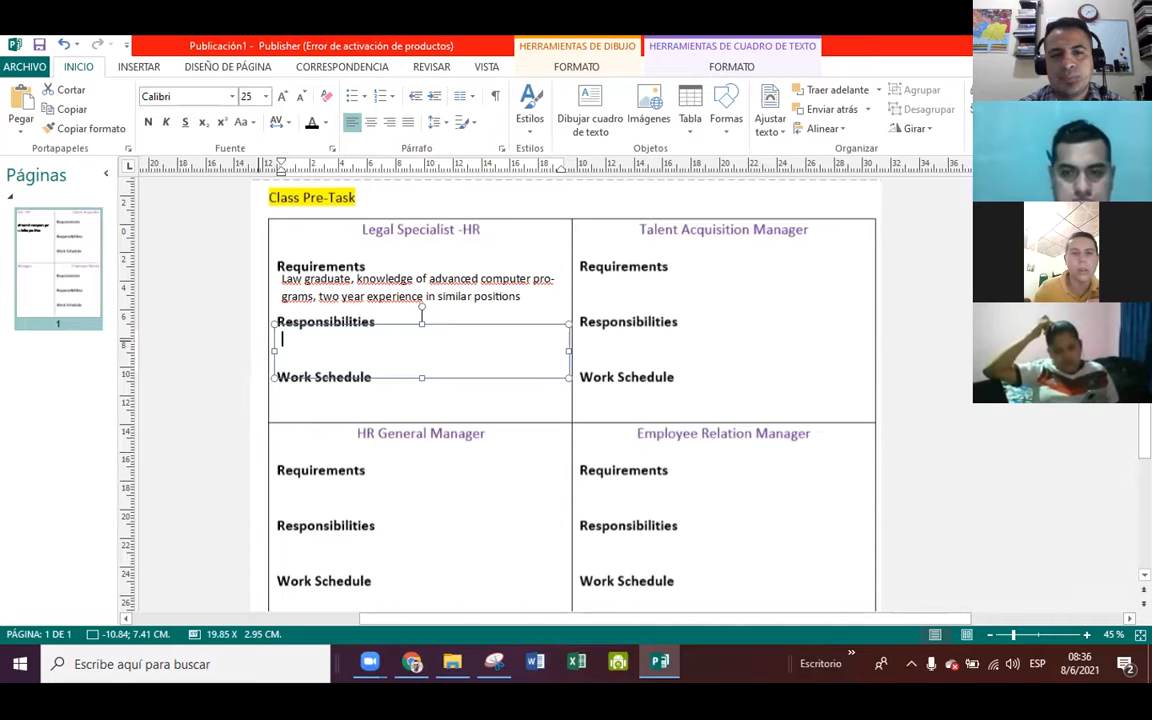 Publicación1 - Publisher (Error de activación de productos)
HERRAMIENTAS DE DIBUJO
HERRAMIENTAS DE CUADRO DE TEXTO
ARCHIVO
INICIO
INSERTAR
DISEÑO DE PÁGINA
CORRESPONDENCIA
REVISAR
VISTA
FORMATO
FORMATO
Pegar
Cortar
Copiar
Copiar formato
Portapapeles
Calibri
25
N K S
Fuente
Párrafo
Estilos
Estilos
Dibujar cuadro
de texto
Imágenes
Tabla
Formas
Objetos
Ajustar
texto
Traer adelante
Enviar atrás
Alinear
Agrupar
Desagrupar
Girar
Organizar
Páginas
1
Class Pre-Task
Legal Specialist -HR
Requirements
Law graduate, knowledge of advanced computer pro-
grams, two year experience in similar positions
Responsibilities
Work Schedule
Talent Acquisition Manager
Requirements
Responsibilities
Work Schedule
HR General Manager
Requirements
Responsibilities
Work Schedule
Employee Relation Manager
Requirements
Responsibilities
Work Schedule
PÁGINA: 1 DE 1
-10.84; 7.41 CM.
19.85 X 2.95 CM.
45 %
Escribe aquí para buscar
Escritorio
ESP
08:36
8/6/2021
2